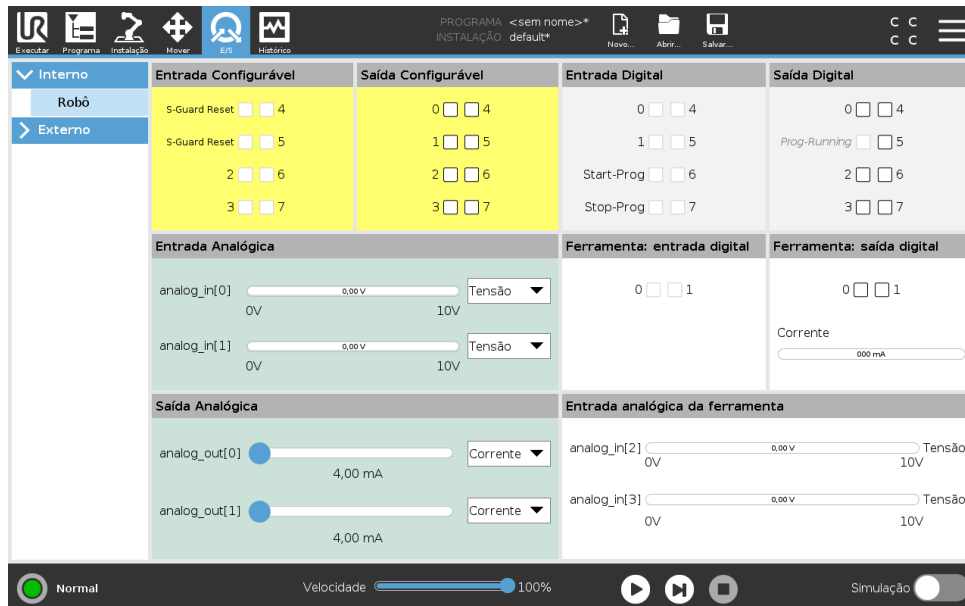 PROGRAMA <sem nome>*
INSTALAÇÃO default*
Executar Programa Instalação Mover E/S Histórico
Novo... Abrir... Salvar...
C C
C C
Interno
Robô
Externo
Entrada Configurável
S-Guard Reset 4
S-Guard Reset 5
2 6
3 7
Saída Configurável
0 4
1 5
2 6
3 7
Entrada Digital
0 4
1 5
Start-Prog 6
Stop-Prog 7
Saída Digital
0 4
Prog-Running 5
2 6
3 7
Entrada Analógica
analog_in[0] 0,00 V Tensão
0V 10V
analog_in[1] 0,00 V Tensão
0V 10V
Ferramenta: entrada digital
0 1
Ferramenta: saída digital
0 1
Corrente
000 mA
Saída Analógica
analog_out[0] Corrente
4,00 mA
analog_out[1] Corrente
4,00 mA
Entrada analógica da ferramenta
analog_in[2] 0,00 V Tensão
0V 10V
analog_in[3] 0,00 V Tensão
0V 10V
Normal Velocidade 100% Simulação